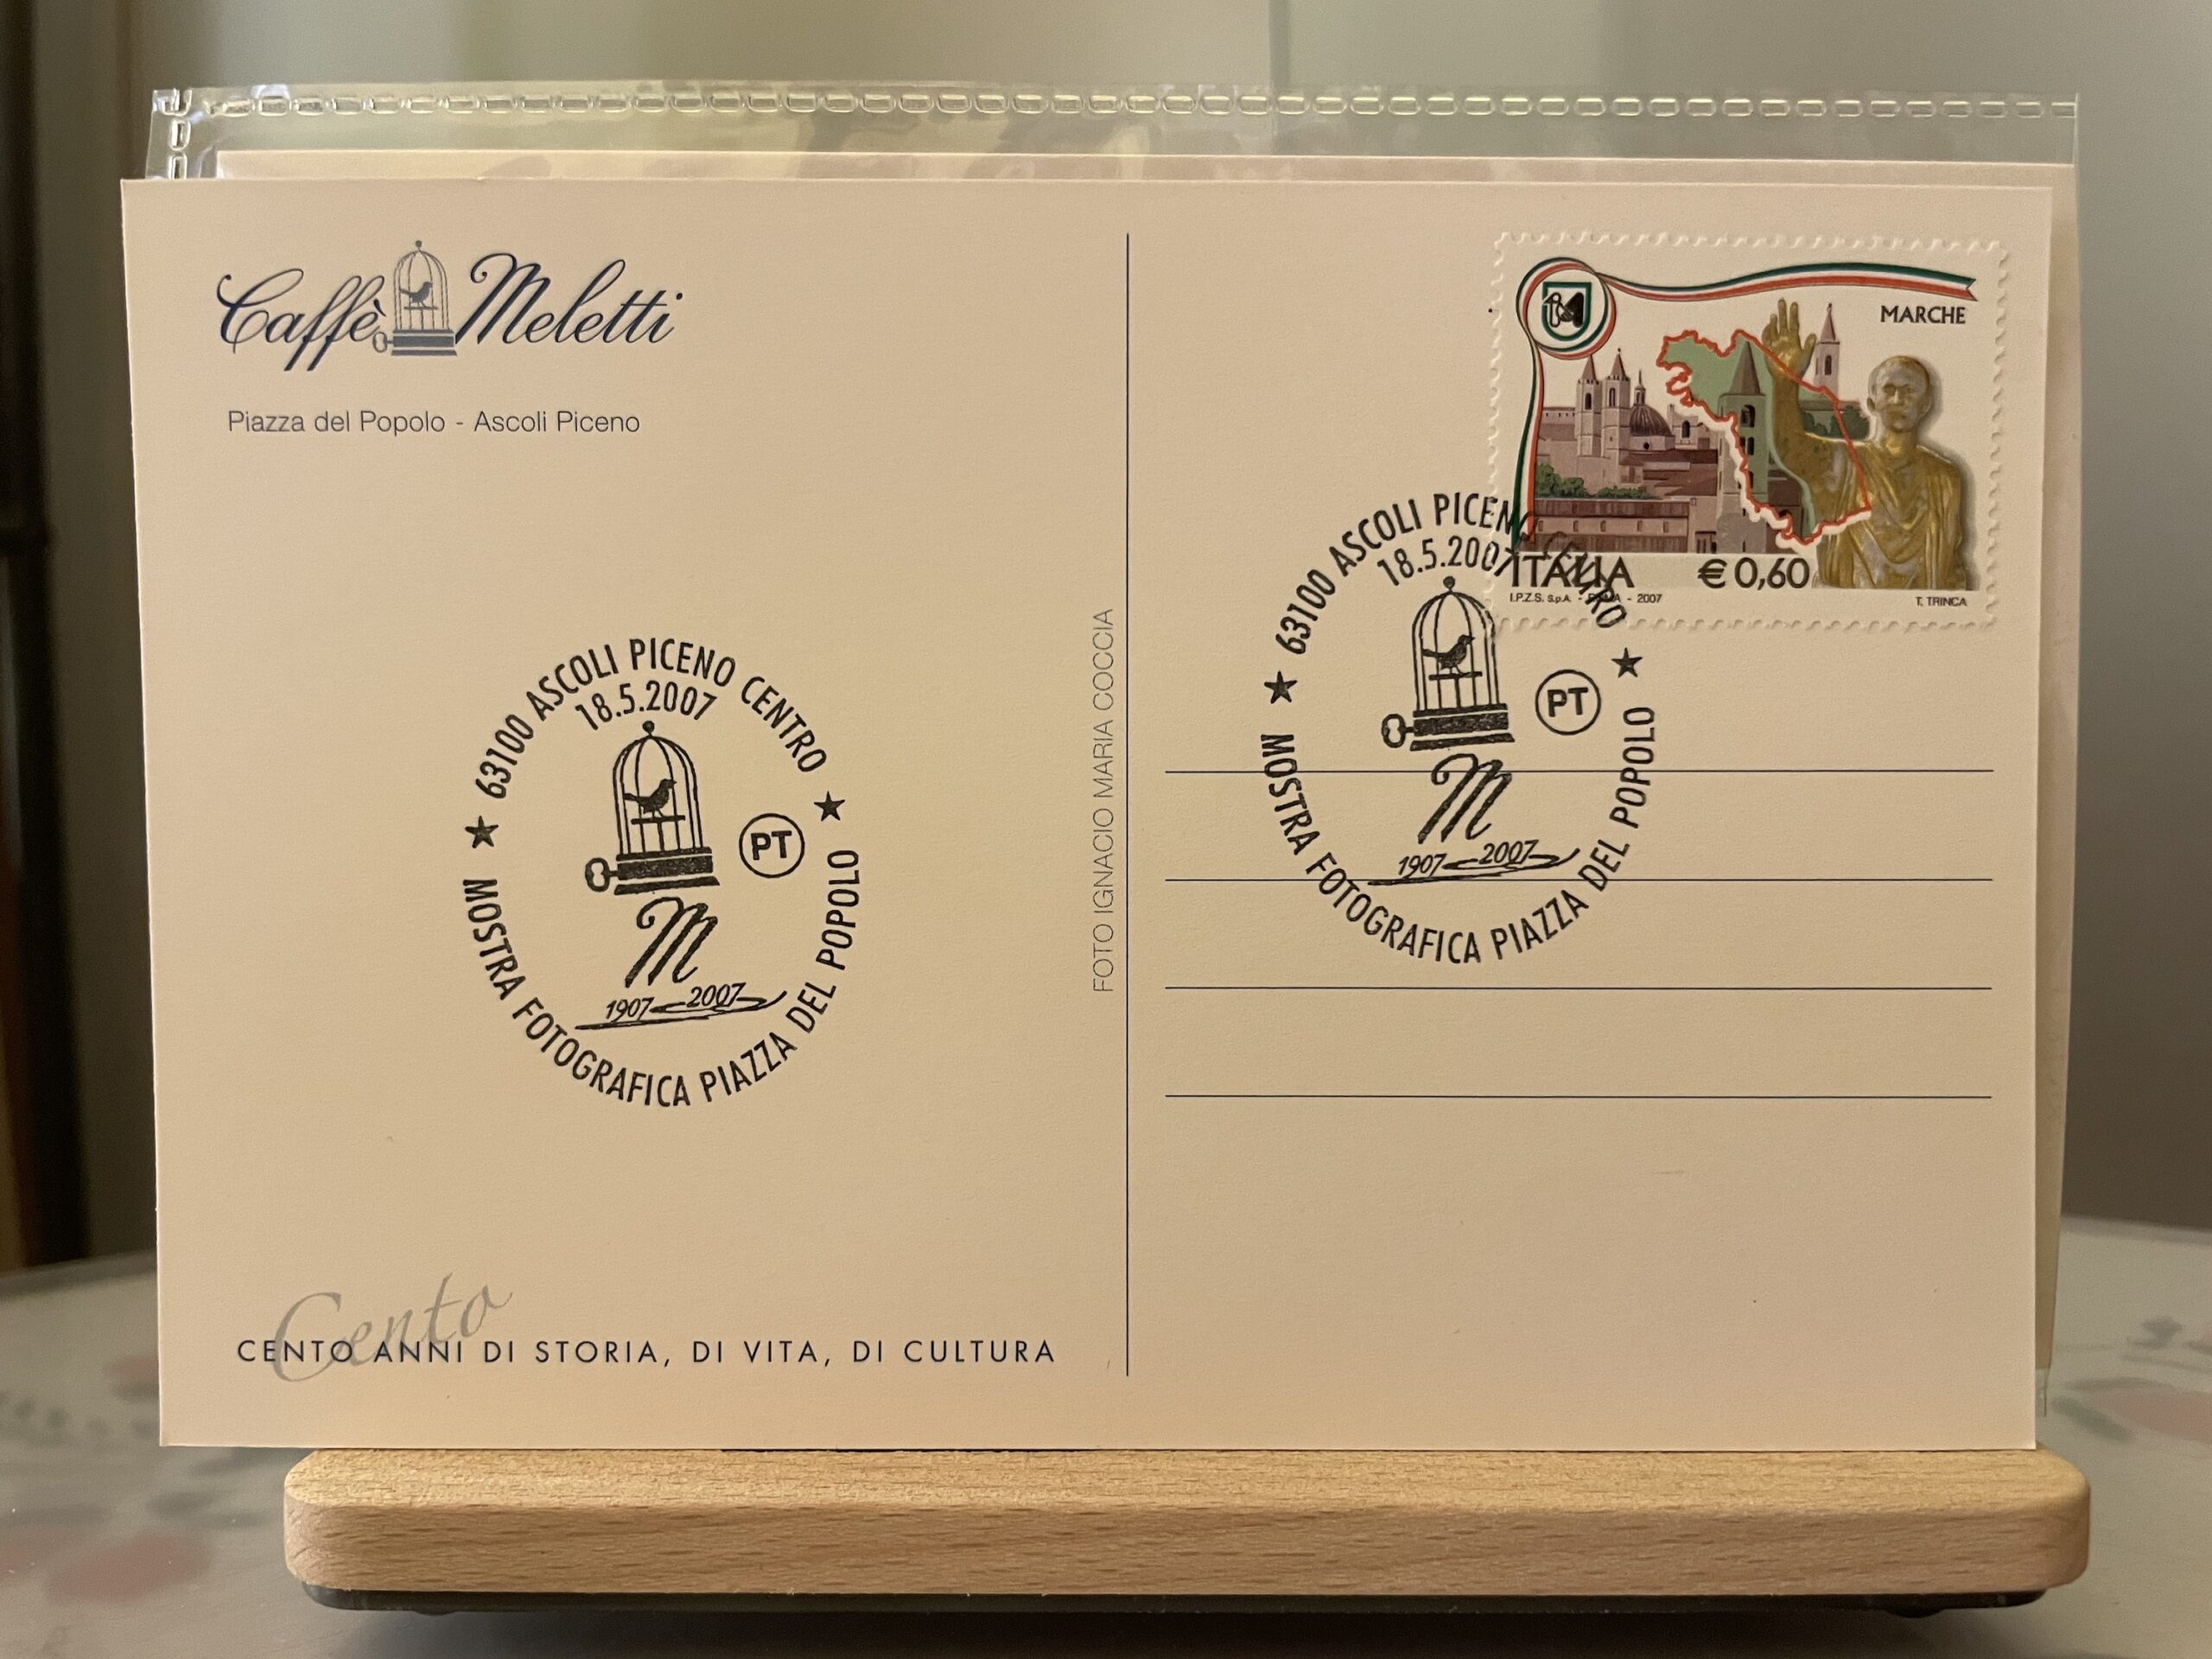 Caffè Meletti
Piazza del Popolo - Ascoli Piceno
63100 ASCOLI PICENO CENTRO
18.5.2007
PT
M
1907 2007
MOSTRA FOTOGRAFICA PIAZZA DEL POPOLO
Cento
CENTO ANNI DI STORIA, DI VITA, DI CULTURA
FOTO IGNACIO MARIA COCCIA
MARCHE
ITALIA € 0,60
I.P.Z.S. S.p.A. - ROMA - 2007 T. TRINCA
63100 ASCOLI PICENO CENTRO
18.5.2007
PT
M
1907 2007
MOSTRA FOTOGRAFICA PIAZZA DEL POPOLO